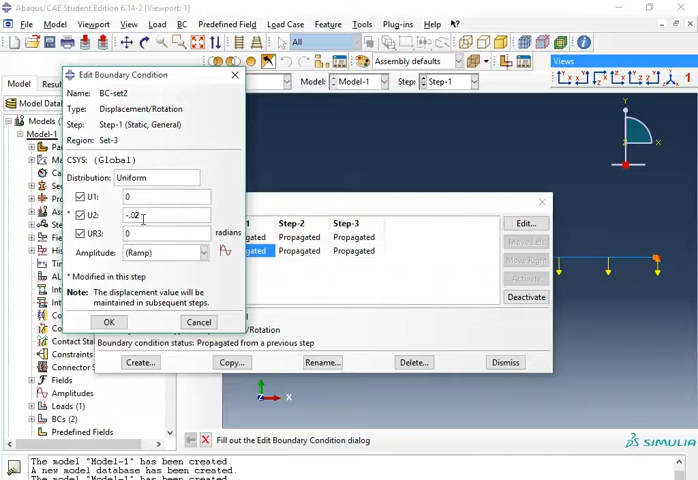 Abaqus/CAE Student Edition 6.14-2
File Model Viewport View Load BC Predefined Field Load Case Feature Tools Plug-ins Help
All Assembly defaults
Views
Model Results Model: Model-1 Step: Step-1
1
Model Data
Models (
Model-1
Loads (1)
BCs (2)
Predefined Fields
Fields
Amplitudes
Constraints
Connector S
Contact Sta
Edit Boundary Condition
Name: BC-set2
Type: Displacement/Rotation
Step: Step-1 (Static, General)
Region: Set-3
CSYS: (Global)
Distribution: Uniform
U1: 0
* U2: -.02
UR3: 0 radians
Amplitude: (Ramp)
* Modified in this step
Note: The displacement value will be
maintained in subsequent steps.
OK Cancel
Step-2 Step-3
Propagated Propagated
Propagated Propagated
Edit...
Move Left
Move Right
Activate
Deactivate
/Rotation
Boundary condition status: Propagated from a previous step
Create... Copy... Rename... Delete... Dismiss
Y
X
X
Fill out the Edit Boundary Condition dialog
SIMULIA
The model "Model-1" has been created.
A new model database has been created.
The model "Model-1" has been created.